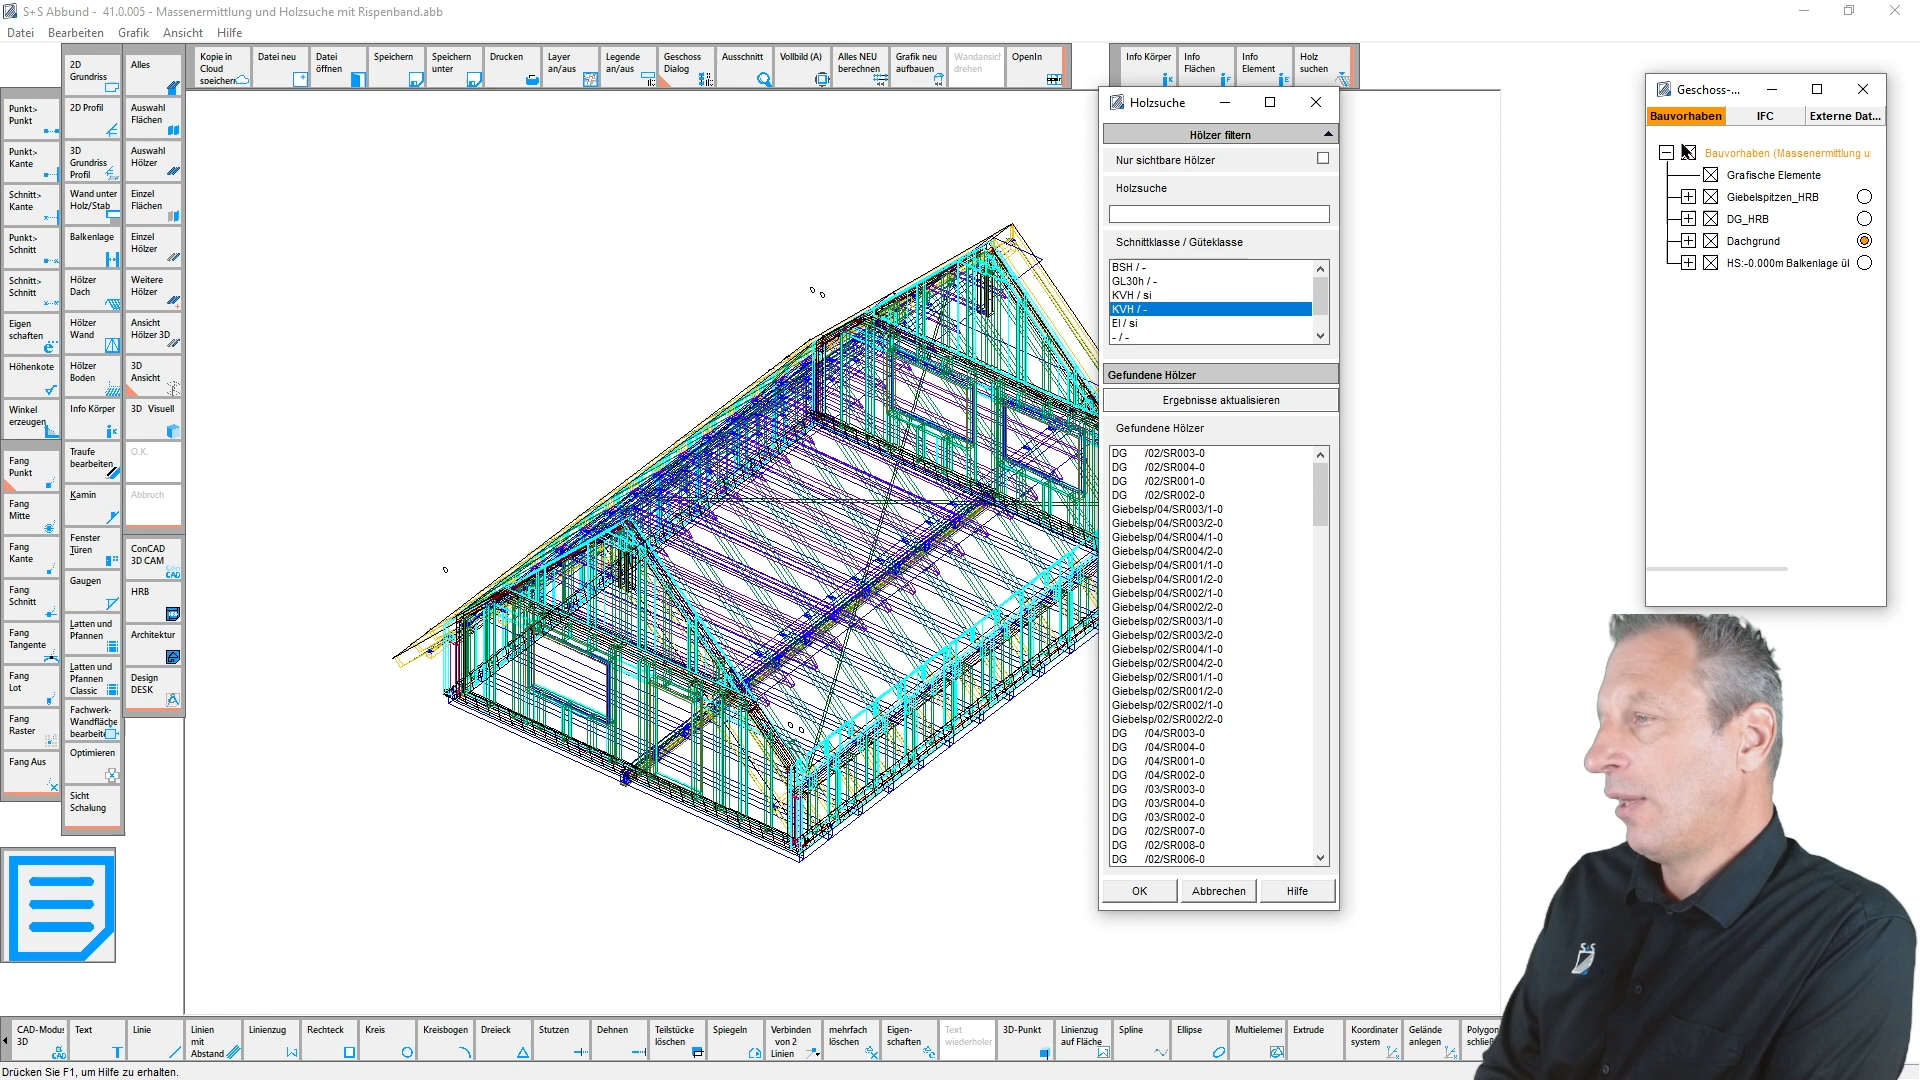 S+S Abbund - 41.0.005 - Massenermittlung und Holzsuche mit Rispenband.abb
Datei Bearbeiten Grafik Ansicht Hilfe
Kopie in Cloud speichern
Datei neu
Datei öffnen
Speichern
Speichern unter
Drucken
Layer an/aus
Legende an/aus
Geschoss Dialog
Ausschnitt
Vollbild (A)
Alles NEU berechnen
Grafik neu aufbauen
Wandansicht drehen
OpenIn
Info Körper
Info Flächen
Info Element
Holz suchen
Punkt> Punkt
Punkt> Kante
Schnitt> Kante
Punkt> Schnitt
Schnitt> Schnitt
Eigen schaften
Höhenkote
Winkel erzeugen
Fang Punkt
Fang Mitte
Fang Kante
Fang Schnitt
Fang Tangente
Fang Lot
Fang Raster
Fang Aus
2D Grundriss
2D Profil
3D Grundriss Profil
Wand unter Holz/Stab
Balkenlage
Hölzer Dach
Hölzer Wand
Hölzer Boden
Info Körper
Traufe bearbeiten
Kamin
Fenster Türen
Gaugen
Latten und Pfannen
Latten und Pfannen Classic
Fachwerk- Wandfläche bearbeite
Optimieren
Sicht Schalung
Alles
Auswahl Flächen
Auswahl Hölzer
Einzel Flächen
Einzel Hölzer
Weitere Hölzer
Ansicht Hölzer 3D
3D Ansicht
3D Visuell
O.K.
Abbruch
ConCAD 3D CAM
CAD
HRB
Architektur
Design DESK
Holzsuche
Hölzer filtern
Nur sichtbare Hölzer
Holzsuche
Schnittklasse / Güteklasse
BSH / -
GL30h / -
KVH / si
KVH / -
EI / si
- / -
Gefundene Hölzer
Ergebnisse aktualisieren
Gefundene Hölzer
DG /02/SR003-0
DG /02/SR004-0
DG /02/SR001-0
DG /02/SR002-0
Giebelsp/04/SR003/1-0
Giebelsp/04/SR003/2-0
Giebelsp/04/SR004/1-0
Giebelsp/04/SR004/2-0
Giebelsp/04/SR001/1-0
Giebelsp/04/SR001/2-0
Giebelsp/04/SR002/1-0
Giebelsp/04/SR002/2-0
Giebelsp/02/SR003/1-0
Giebelsp/02/SR003/2-0
Giebelsp/02/SR004/1-0
Giebelsp/02/SR004/2-0
Giebelsp/02/SR001/1-0
Giebelsp/02/SR001/2-0
Giebelsp/02/SR002/1-0
Giebelsp/02/SR002/2-0
DG /04/SR003-0
DG /04/SR004-0
DG /04/SR001-0
DG /04/SR002-0
DG /03/SR003-0
DG /03/SR004-0
DG /03/SR002-0
DG /02/SR007-0
DG /02/SR008-0
DG /02/SR006-0
OK Abbrechen Hilfe
Geschoss-...
Bauvorhaben IFC Externe Dat...
Bauvorhaben (Massenermittlung u
Grafische Elemente
Giebelspitzen_HRB
DG_HRB
Dachgrund
HS:-0.000m Balkenlage ül
S+S
CAD-Modus 3D
CAD
Text
Linie
Linien mit Abstand
Linienzug
Rechteck
Kreis
Kreisbogen
Dreieck
Stutzen
Dehnen
Teilstücke löschen
Spiegeln
Verbinden von 2 Linien
mehrfach löschen
Eigen- schaften
Text wiederholen
3D-Punkt
Linienzug auf Fläche
Spline
Ellipse
Multielemen
Extrude
Koordinaten system
Gelände anlegen
Polygon schließ
Drücken Sie F1, um Hilfe zu erhalten.